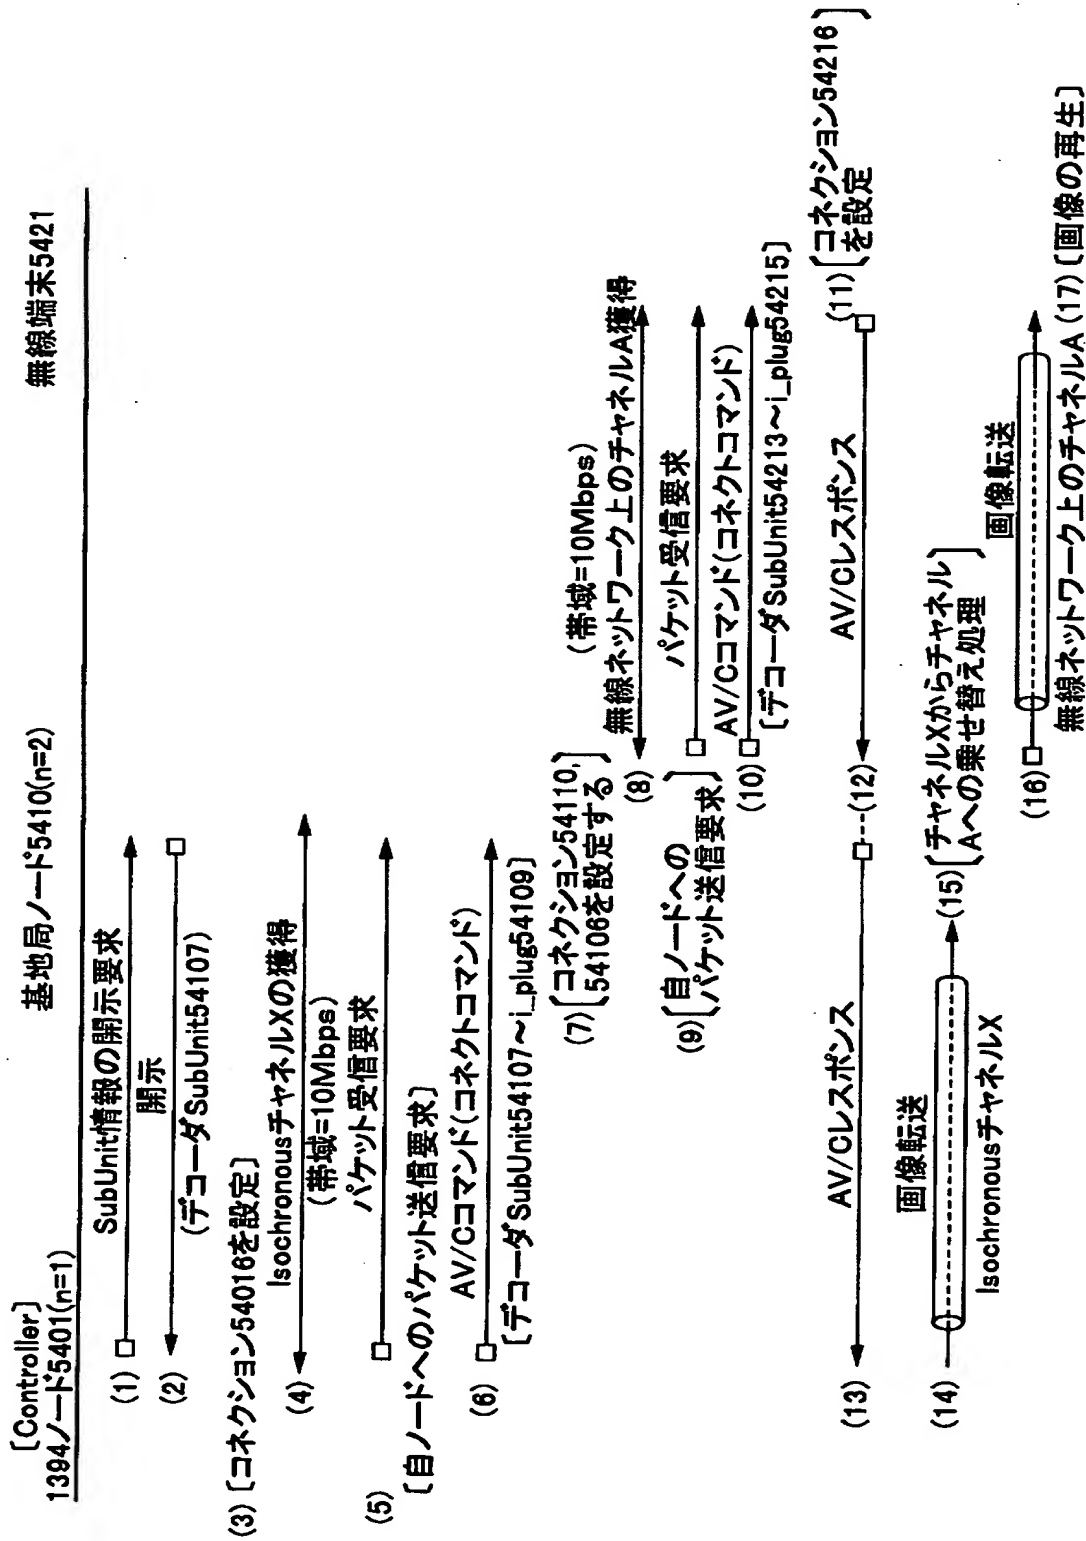 [Controller]
1394ノード5401(n=1)
基地局ノード5410(n=2)
無線端末5421
(1)
SubUnit情報の開示要求
(2)
開示
(デコーダSubUnit54107)
(3)[コネクション54016を設定]
(4)
IsochronousチャネルXの獲得
(帯域=10Mbps)
(5)
パケット受信要求
[自ノードへのパケット送信要求]
(6)
AV/Cコマンド(コネクトコマンド)
[デコーダSubUnit54107〜i_plug54109]
(7)[コネクション54110,
54106を設定する]
(8)
(帯域=10Mbps)
無線ネットワーク上のチャネルA獲得
(9)[自ノードへの
パケット送信要求]
パケット受信要求
(10)
AV/Cコマンド(コネクトコマンド)
[デコーダSubUnit54213〜i_plug54215]
(11)[コネクション54216
を設定]
(12)
AV/Cレスポンス
(13)
AV/Cレスポンス
(14)
画像転送
IsochronousチャネルX
(15)[チャネルXからチャネル
Aへの乗せ替え処理]
(16)
画像転送
無線ネットワーク上のチャネルA
(17)[画像の再生]